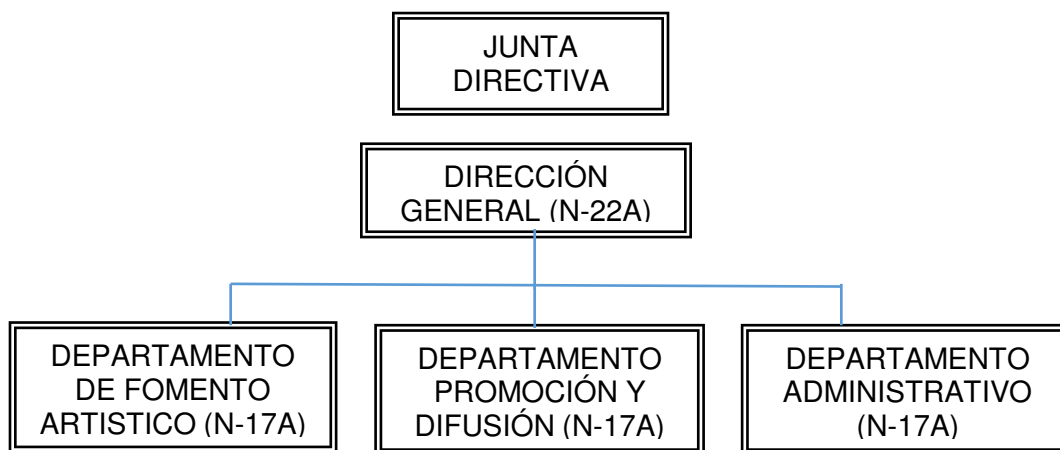 JUNTA
DIRECTIVA
DIRECCIÓN
GENERAL (N-22A)
DEPARTAMENTO
DE FOMENTO
ARTISTICO (N-17A)
DEPARTAMENTO
PROMOCIÓN Y
DIFUSIÓN (N-17A)
DEPARTAMENTO
ADMINISTRATIVO
(N-17A)